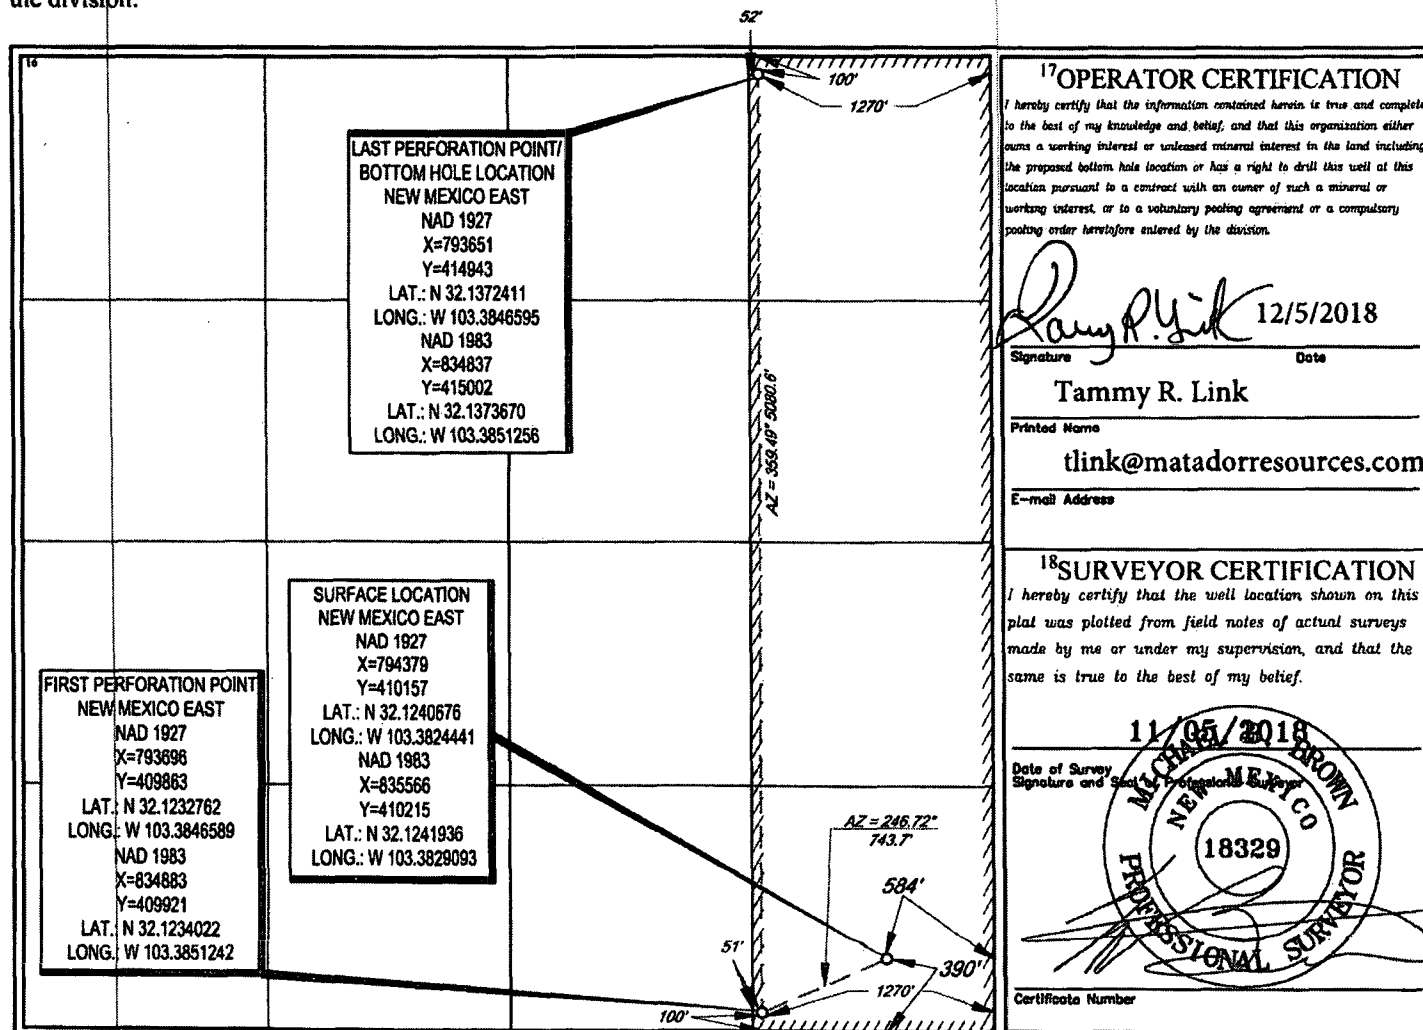 the division.
52'
16
100'
1270'
LAST PERFORATION POINT/
BOTTOM HOLE LOCATION
NEW MEXICO EAST
NAD 1927
X=793651
Y=414943
LAT.: N 32.1372411
LONG.: W 103.3846595
NAD 1983
X=834837
Y=415002
LAT.: N 32.1373670
LONG.: W 103.3851256
AZ = 359.49° 5080.6'
SURFACE LOCATION
NEW MEXICO EAST
NAD 1927
X=794379
Y=410157
LAT.: N 32.1240676
LONG.: W 103.3824441
NAD 1983
X=835566
Y=410215
LAT.: N 32.1241936
LONG.: W 103.3829093
FIRST PERFORATION POINT
NEW MEXICO EAST
NAD 1927
X=793696
Y=409863
LAT.: N 32.1232762
LONG.: W 103.3846589
NAD 1983
X=834883
Y=409921
LAT.: N 32.1234022
LONG.: W 103.3851242
AZ = 246.72°
743.7'
584'
51'
390'
1270'
100'
17 OPERATOR CERTIFICATION
I hereby certify that the information contained herein is true and complete
to the best of my knowledge and belief, and that this organization either
owns a working interest or unleased mineral interest in the land including
the proposed bottom hole location or has a right to drill this well at this
location pursuant to a contract with an owner of such a mineral or
working interest, or to a voluntary pooling agreement or a compulsory
pooling order heretofore entered by the division.
Tammy R. Link 12/5/2018
Signature Date
Tammy R. Link
Printed Name
tlink@matadorresources.com
E-mail Address
18 SURVEYOR CERTIFICATION
I hereby certify that the well location shown on this
plat was plotted from field notes of actual surveys
made by me or under my supervision, and that the
same is true to the best of my belief.
11/05/2018
Date of Survey
Signature and Seal of Professional Surveyor
MICHAEL B. BROWN
NEW MEXICO
18329
PROFESSIONAL SURVEYOR
Certificate Number